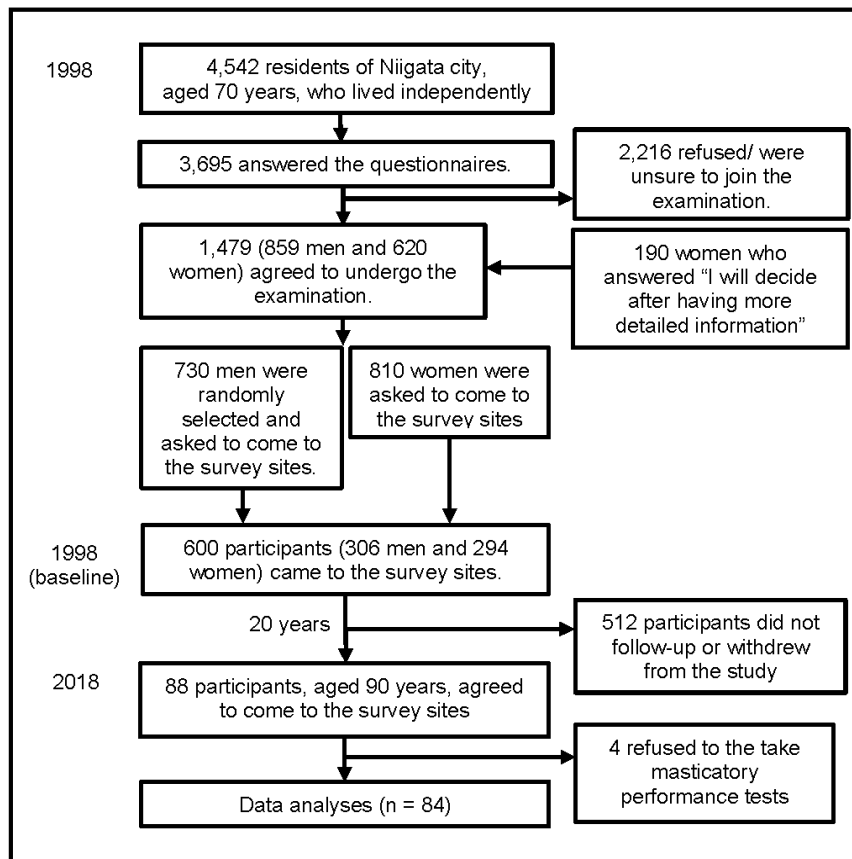 1998
4,542 residents of Niigata city,
aged 70 years, who lived independently
3,695 answered the questionnaires.
2,216 refused/ were
unsure to join the
examination.
1,479 (859 men and 620
women) agreed to undergo the
examination.
190 women who
answered “I will decide
after having more
detailed information”
730 men were
randomly
selected and
asked to come to
the survey sites.
810 women were
asked to come to
the survey sites
1998
(baseline)
600 participants (306 men and 294
women) came to the survey sites.
20 years
512 participants did not
follow-up or withdrew
from the study
2018
88 participants, aged 90 years, agreed
to come to the survey sites
4 refused to the take
masticatory
performance tests
Data analyses (n = 84)